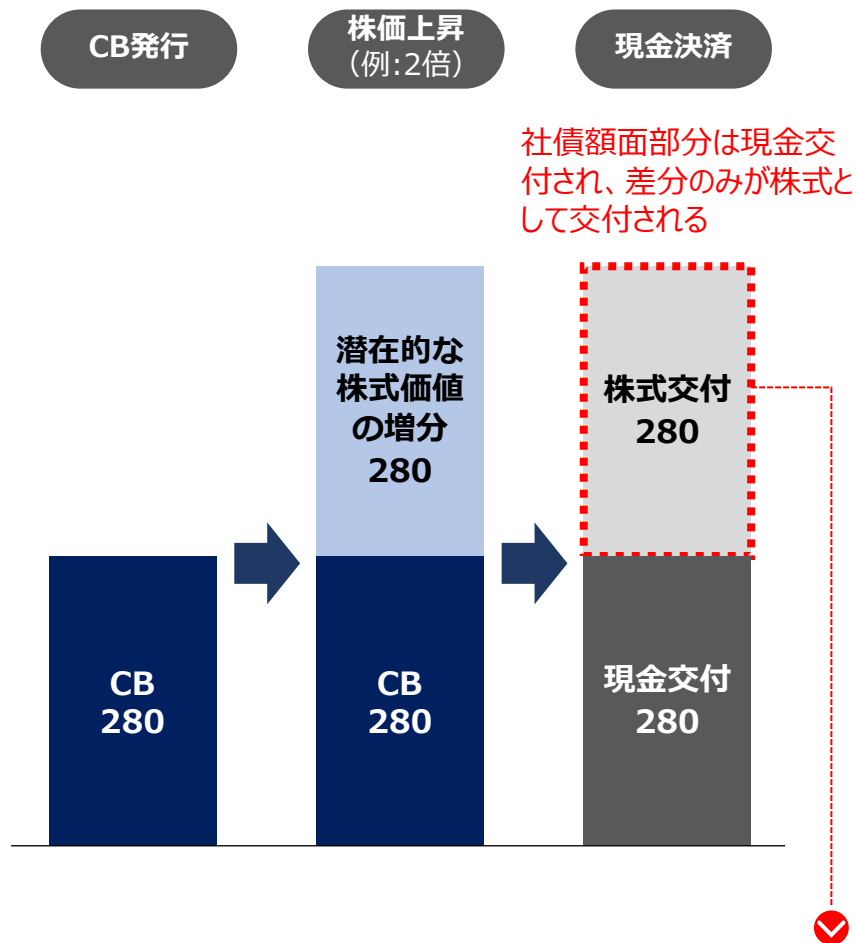 CB発行
株価上昇
（例：2倍）
現金決済
社債額面部分は現金交
付され、差分のみが株式と
して交付される
潜在的な
株式価値
の増分
280
株式交付
280
CB
280
CB
280
現金交付
280